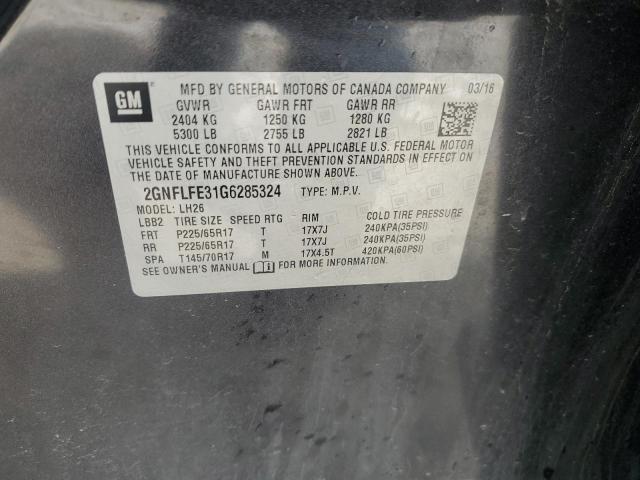 GM
MFD BY GENERAL MOTORS OF CANADA COMPANY 03/16
GVWR GAWR FRT GAWR RR
2404 KG 1250 KG 1280 KG
5300 LB 2755 LB 2821 LB
THIS VEHICLE CONFORMS TO ALL APPLICABLE U.S. FEDERAL MOTOR
VEHICLE SAFETY AND THEFT PREVENTION STANDARDS IN EFFECT ON
THE DATE OF MANUFACTURE SHOWN ABOVE.
2GNFLFE31G6285324 TYPE: M.P.V.
MODEL: LH26
LBB2 TIRE SIZE SPEED RTG RIM COLD TIRE PRESSURE
FRT P225/65R17 T 17X7J 240KPA(35PSI)
RR P225/65R17 T 17X7J 240KPA(35PSI)
SPA T145/70R17 M 17X4.5T 420KPA(60PSI)
SEE OWNER'S MANUAL FOR MORE INFORMATION.